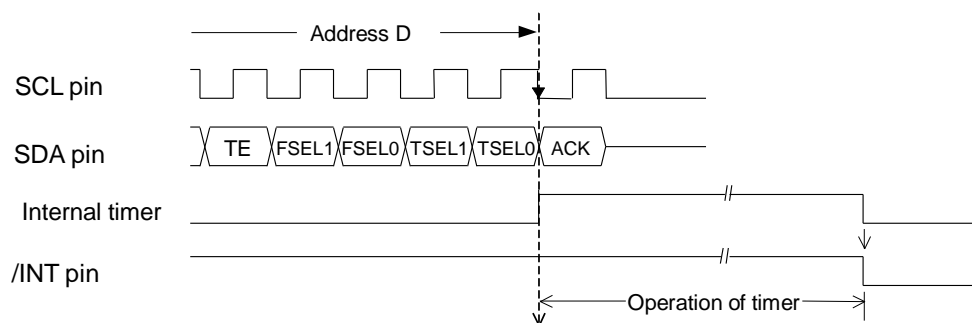 Address D
SCL pin
SDA pin TE FSEL1 FSEL0 TSEL1 TSEL0 ACK
Internal timer
/INT pin
Operation of timer